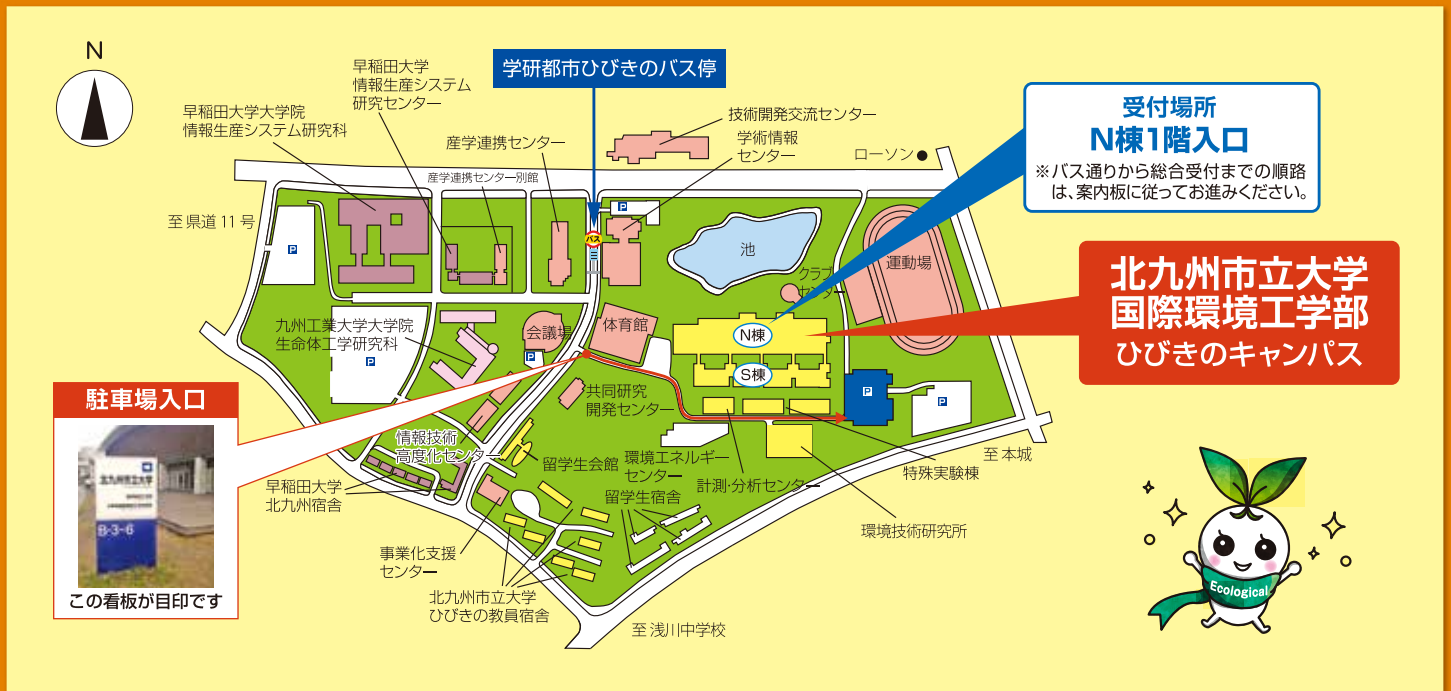 N
学研都市ひびきのバス停
早稲田大学
情報生産システム
研究センター
早稲田大学大学院
情報生産システム研究科
産学連携センター
産学連携センター別館
技術開発交流センター
学術情報
センター
ローソン●
受付場所
N棟1階入口
※バス通りから総合受付までの順路
は、案内板に従ってお進みください。
至 県道 11 号
P
P
バス
池
クラブ
センター
運動場
北九州市立大学
国際環境工学部
ひびきのキャンパス
九州工業大学大学院
生命体工学研究科
P
会議場
P
体育館
N棟
S棟
P
P
共同研究
開発センター
駐車場入口
北九州市立大学
B-3-6
この看板が目印です
情報技術
高度化センター
早稲田大学
北九州宿舎
留学生会館
環境エネルギー
センター
留学生宿舎
計測・分析センター
特殊実験棟
至 本城
環境技術研究所
事業化支援
センター
北九州市立大学
ひびきの教員宿舎
至 浅川中学校
Ecological